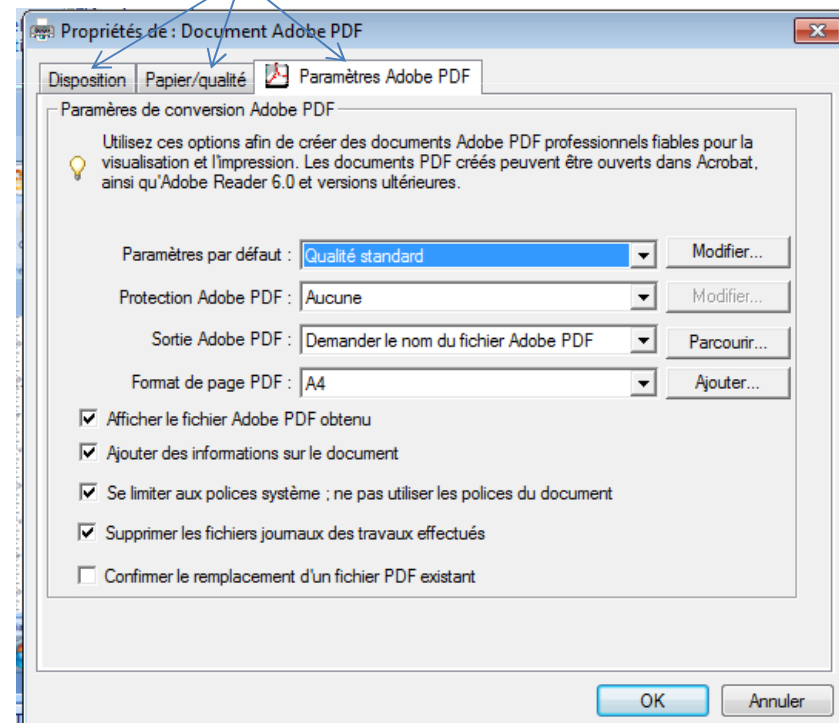 Propriétés de : Document Adobe PDF
Disposition Papier/qualité Paramètres Adobe PDF
Paramères de conversion Adobe PDF
Utilisez ces options afin de créer des documents Adobe PDF professionnels fiables pour la
visualisation et l'impression. Les documents PDF créés peuvent être ouverts dans Acrobat,
ainsi qu'Adobe Reader 6.0 et versions ultérieures.
Paramètres par défaut : Qualité standard Modifier...
Protection Adobe PDF : Aucune Modifier...
Sortie Adobe PDF : Demander le nom du fichier Adobe PDF Parcourir...
Format de page PDF : A4 Ajouter...
Afficher le fichier Adobe PDF obtenu
Ajouter des informations sur le document
Se limiter aux polices système ; ne pas utiliser les polices du document
Supprimer les fichiers journaux des travaux effectués
Confirmer le remplacement d'un fichier PDF existant
OK Annuler